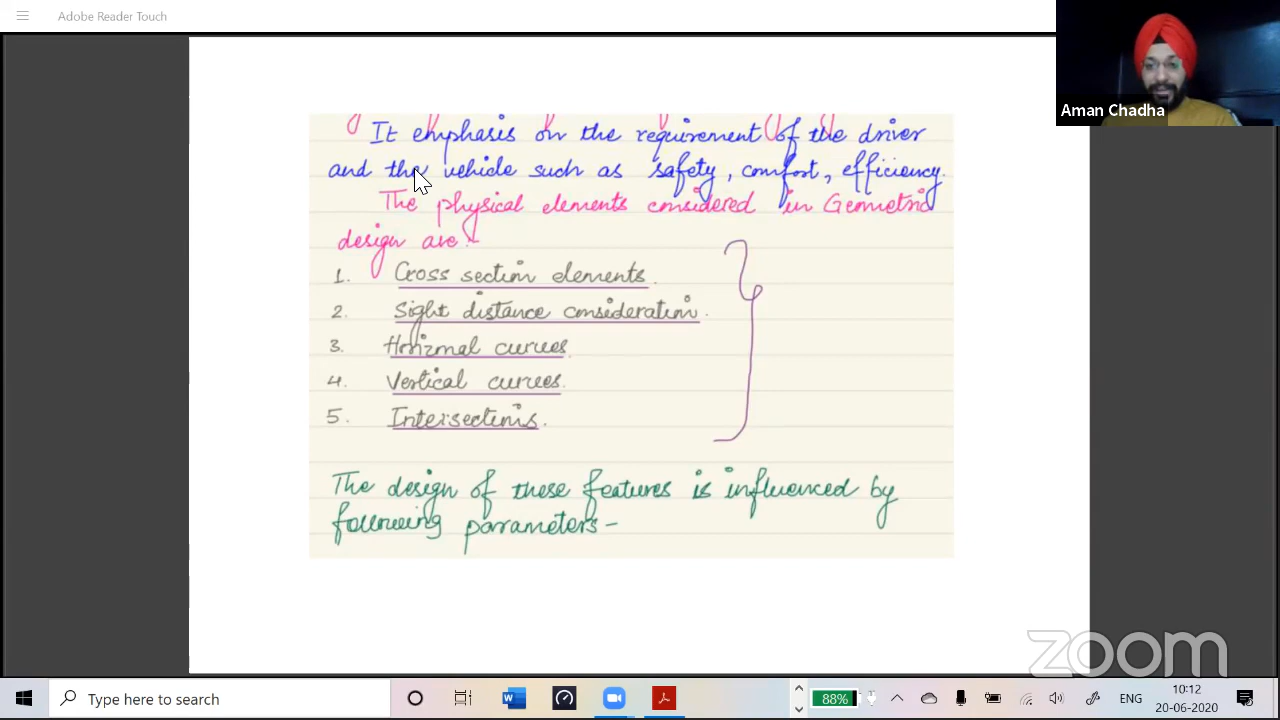 Adobe Reader Touch
Aman Chadha
It emphasis on the requirement of the driver
and the vehicle such as safety, comfort, efficiency.
The physical elements considered in Geometric
design are:
1. Cross section elements.
2. Sight distance consideration.
3. Horizonal curves.
4. Vertical curves.
5. Intersections.
The design of these features is influenced by
following parameters –
zoom
Type here to search
88%
ENG
10:12
20-06-2020